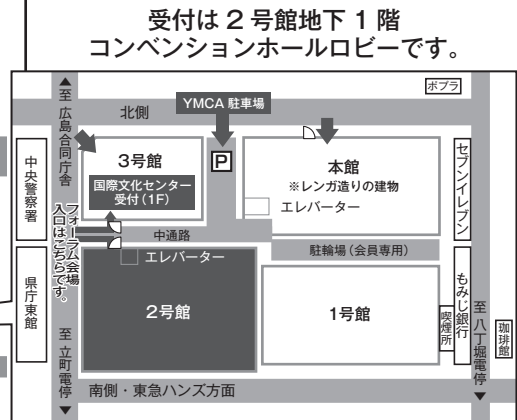 受付は 2 号館地下 1 階
コンベンションホールロビーです。
ポプラ
▲至 広島合同庁舎
北側
YMCA 駐車場
P
3号館
国際文化センター
受付(1F)
本館
※レンガ造りの建物
エレベーター
セブンイレブン
中央警察署
フォーラム会場
入口はこちらです。
中通路
駐輪場(会員専用)
エレベーター
2号館
1号館
県庁東館
喫煙所
もみじ銀行
珈琲館
至 立町電停▼
至 八丁堀電停▼
南側・東急ハンズ方面